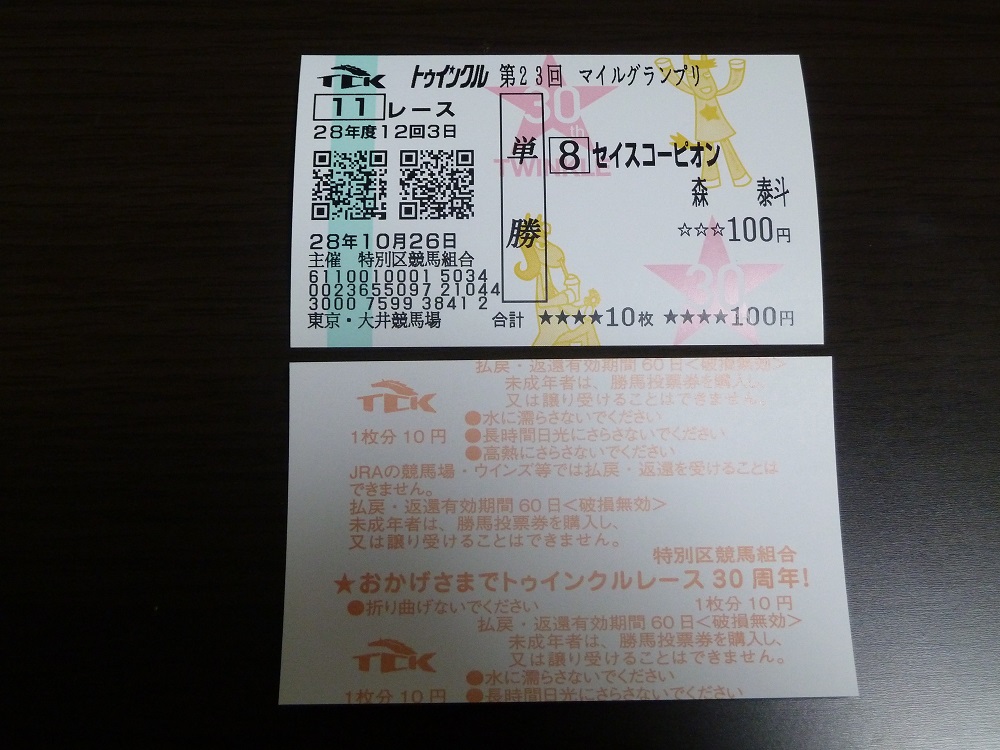 TCK トゥインクル 第23回 マイルグランプリ
11 レース
28年度12回3日
単勝
8 セイスコーピオン
森 泰斗
☆☆☆100円
28年10月26日
主催 特別区競馬組合
6110010001 5034
0023655097 21044
3000 7599 3841 2
東京・大井競馬場
合計 ★★★★10枚 ★★★★100円
30th
TWINKLE
30
払戻・返還有効期間60日<破損無効>
未成年者は、勝馬投票券を購入し、
又は譲り受けることはできません。
TCK
●水に濡らさないでください
1枚分10円 ●長時間日光にさらさないでください
●高熱にさらさないでください
JRAの競馬場・ウインズ等では払戻・返還を受けることは
できません。
払戻・返還有効期間60日<破損無効>
未成年者は、勝馬投票券を購入し、
又は譲り受けることはできません。
特別区競馬組合
★おかげさまでトゥインクルレース30周年!
●折り曲げないでください 1枚分10円
払戻・返還有効期間60日<破損無効>
未成年者は、勝馬投票券を購入し、
又は譲り受けることはできません。
TCK
●水に濡らさないでください
1枚分10円 ●長時間日光にさらさないでください